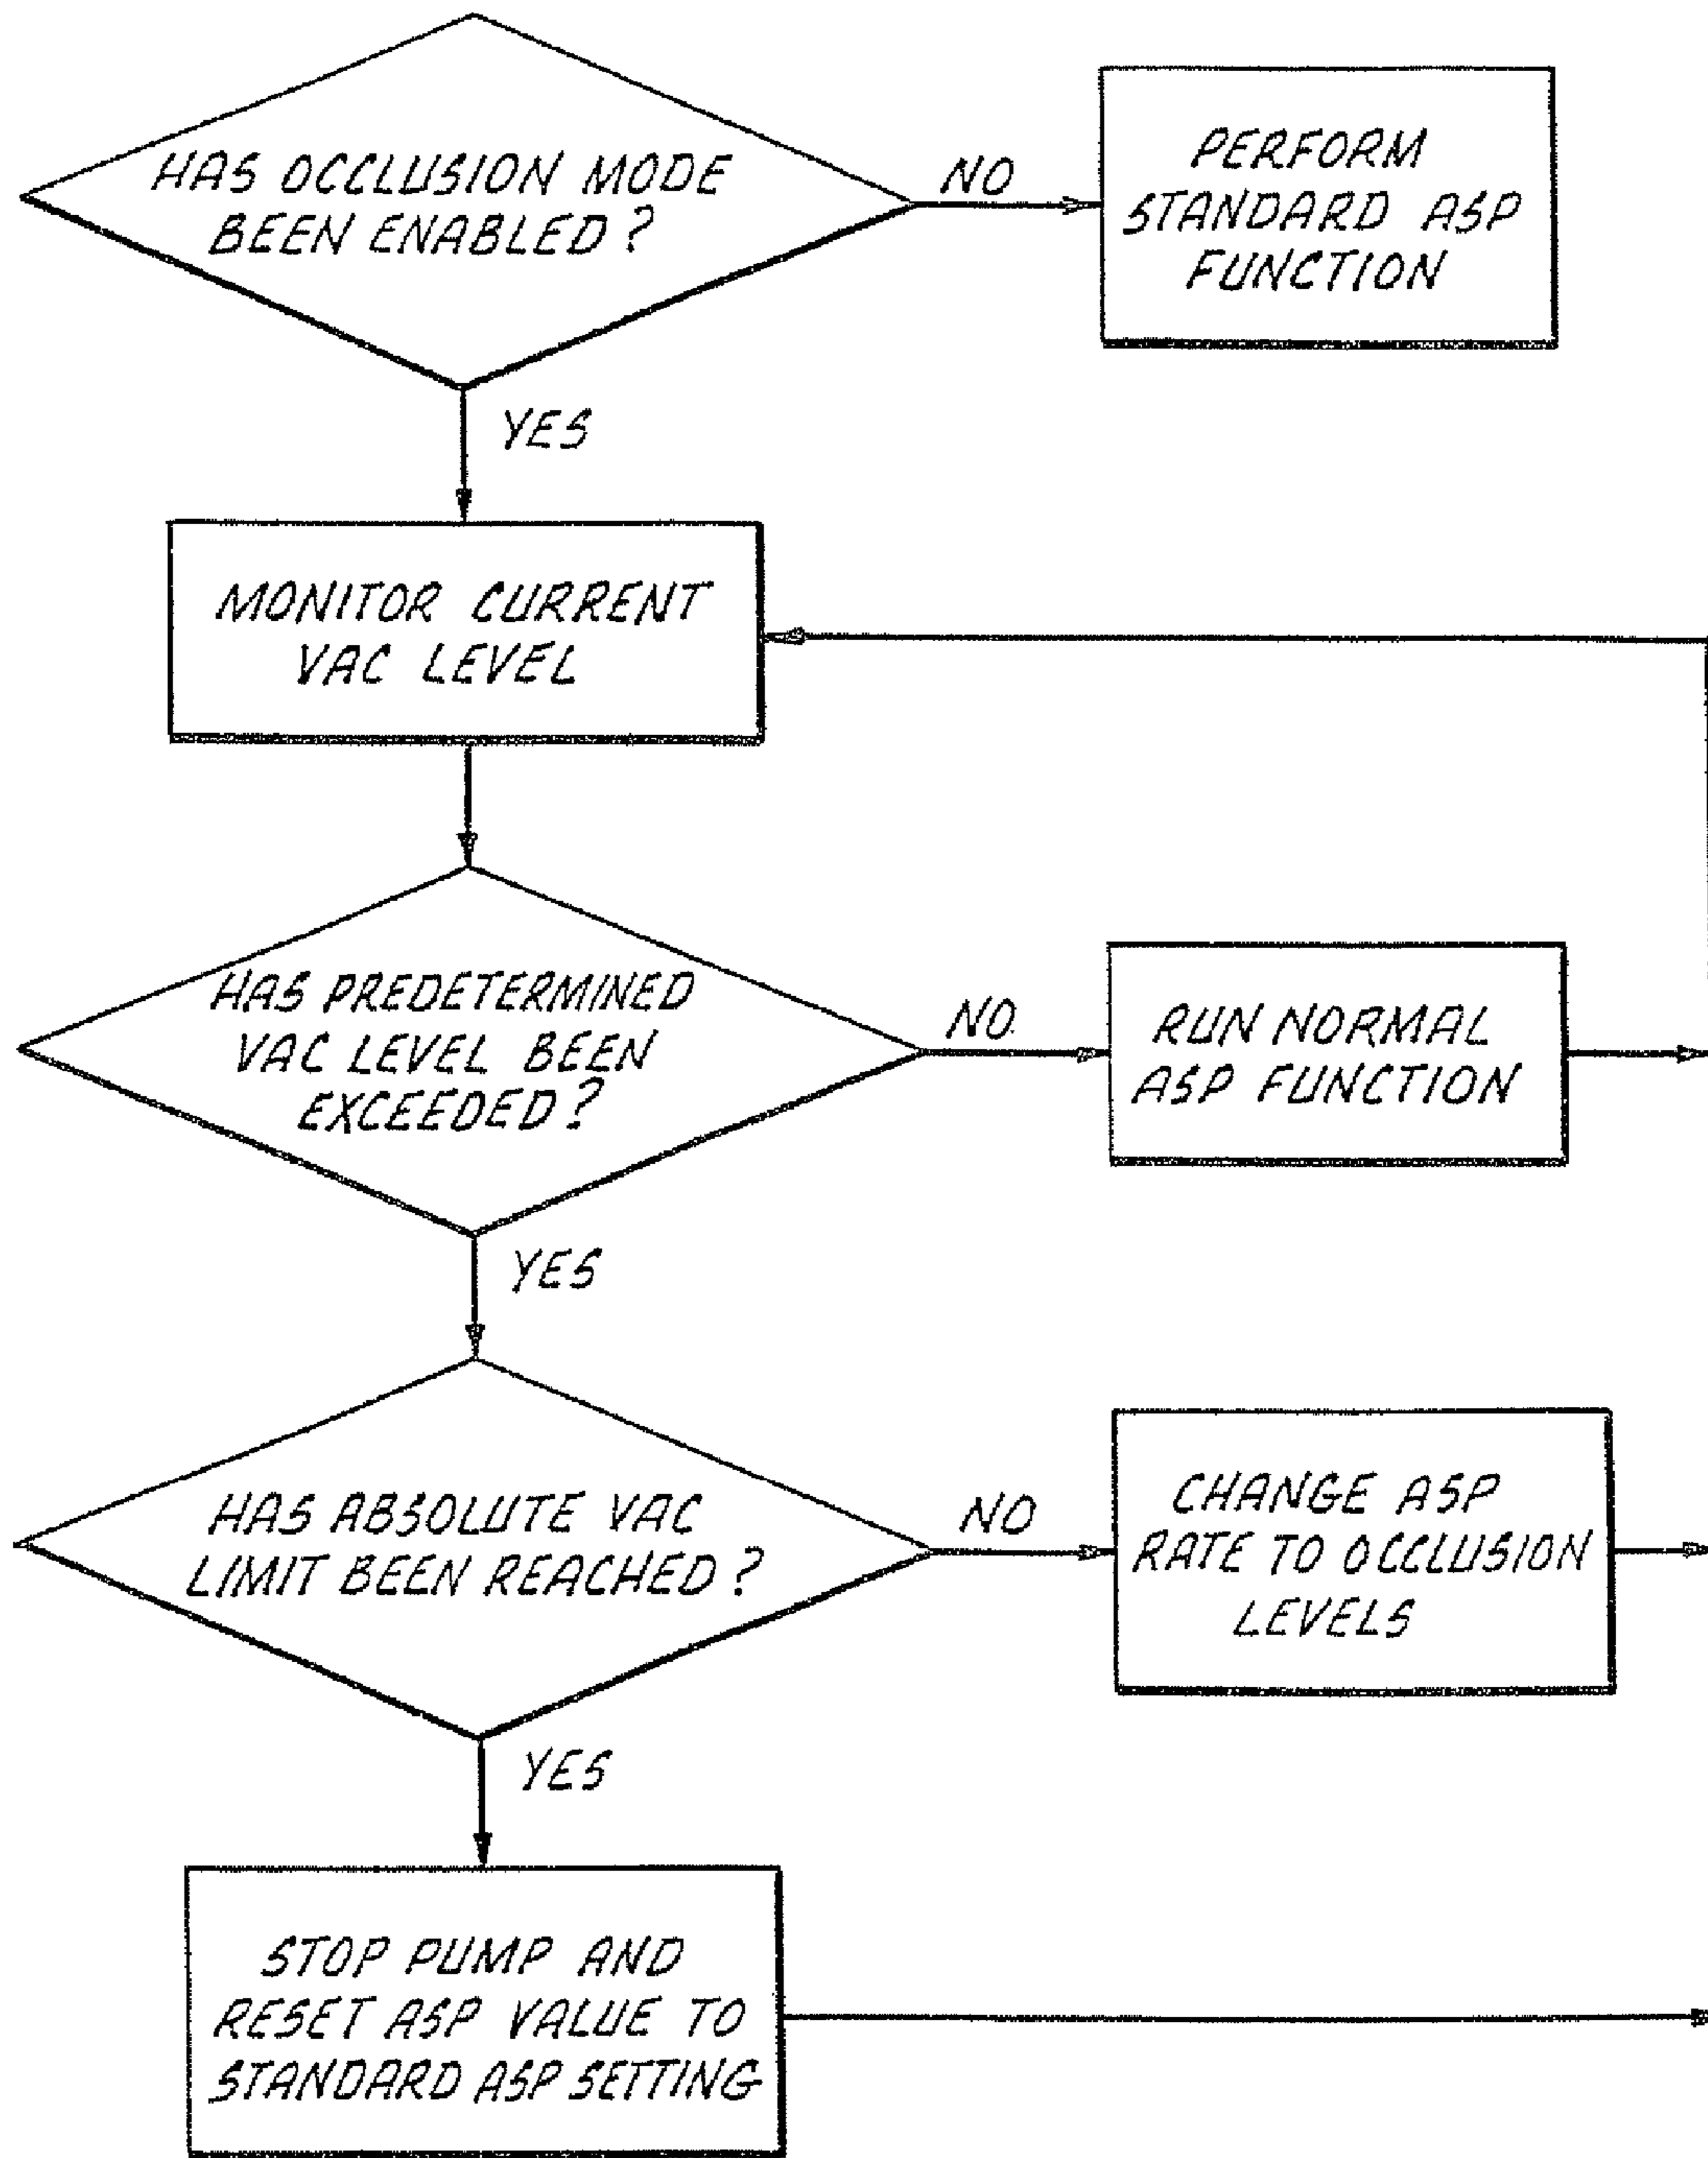 HAS OCCLUSION MODE
BEEN ENABLED?
NO
PERFORM
STANDARD ASP
FUNCTION
YES
MONITOR CURRENT
VAC LEVEL
HAS PREDETERMINED
VAC LEVEL BEEN
EXCEEDED?
NO
RUN NORMAL
ASP FUNCTION
YES
HAS ABSOLUTE VAC
LIMIT BEEN REACHED?
NO
CHANGE ASP
RATE TO OCCLUSION
LEVELS
YES
STOP PUMP AND
RESET ASP VALUE TO
STANDARD ASP SETTING